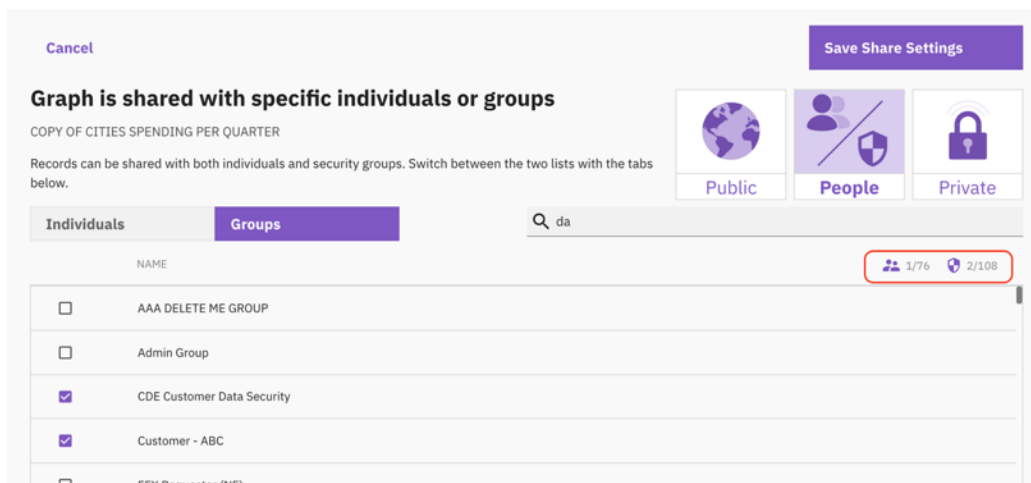 Cancel
Save Share Settings
Graph is shared with specific individuals or groups
COPY OF CITIES SPENDING PER QUARTER
Records can be shared with both individuals and security groups. Switch between the two lists with the tabs
below.
Public
People
Private
Individuals
Groups
da
NAME
1/76
2/108
AAA DELETE ME GROUP
Admin Group
CDE Customer Data Security
Customer - ABC